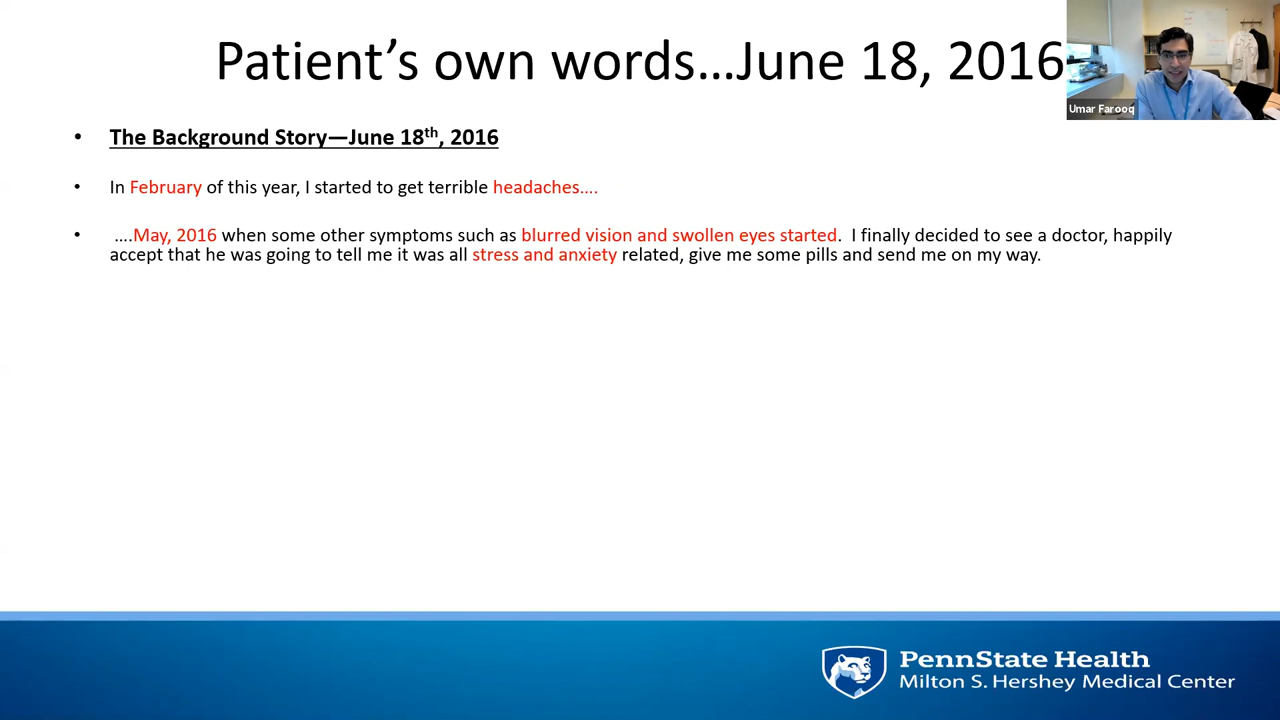 Patient's own words...June 18, 2016
Umar Farooq
• The Background Story—June 18th, 2016
• In February of this year, I started to get terrible headaches....
• ....May, 2016 when some other symptoms such as blurred vision and swollen eyes started. I finally decided to see a doctor, happily
accept that he was going to tell me it was all stress and anxiety related, give me some pills and send me on my way.
PennState Health
Milton S. Hershey Medical Center